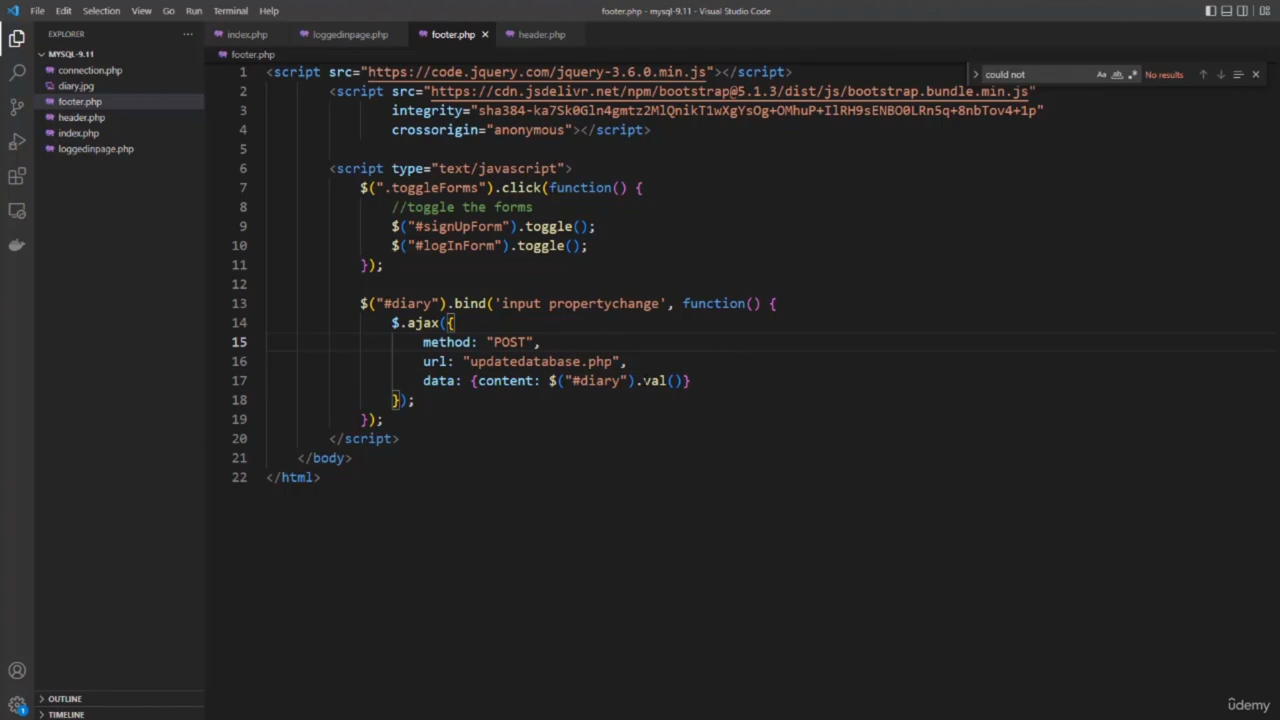 File Edit Selection View Go Run Terminal Help
footer.php - mysql-9.11 - Visual Studio Code
EXPLORER
MYSQL-9.11
connection.php
diary.jpg
footer.php
header.php
index.php
loggedinpage.php
OUTLINE
TIMELINE
1
index.php loggedinpage.php footer.php header.php
footer.php
could not
Aa ab .*
No results
1 <script src="https://code.jquery.com/jquery-3.6.0.min.js"></script>
2 <script src="https://cdn.jsdelivr.net/npm/bootstrap@5.1.3/dist/js/bootstrap.bundle.min.js"
3 integrity="sha384-ka7Sk0Gln4gmtz2MlQnikT1wXgYsOg+OMhuP+IlRH9sENBO0LRn5q+8nbTov4+1p"
4 crossorigin="anonymous"></script>
5
6 <script type="text/javascript">
7 $(".toggleForms").click(function() {
8 //toggle the forms
9 $("#signUpForm").toggle();
10 $("#logInForm").toggle();
11 });
12
13 $("#diary").bind('input propertychange', function() {
14 $.ajax({
15 method: "POST",
16 url: "updatedatabase.php",
17 data: {content: $("#diary").val()}
18 });
19 });
20 </script>
21 </body>
22 </html>
ûdemy